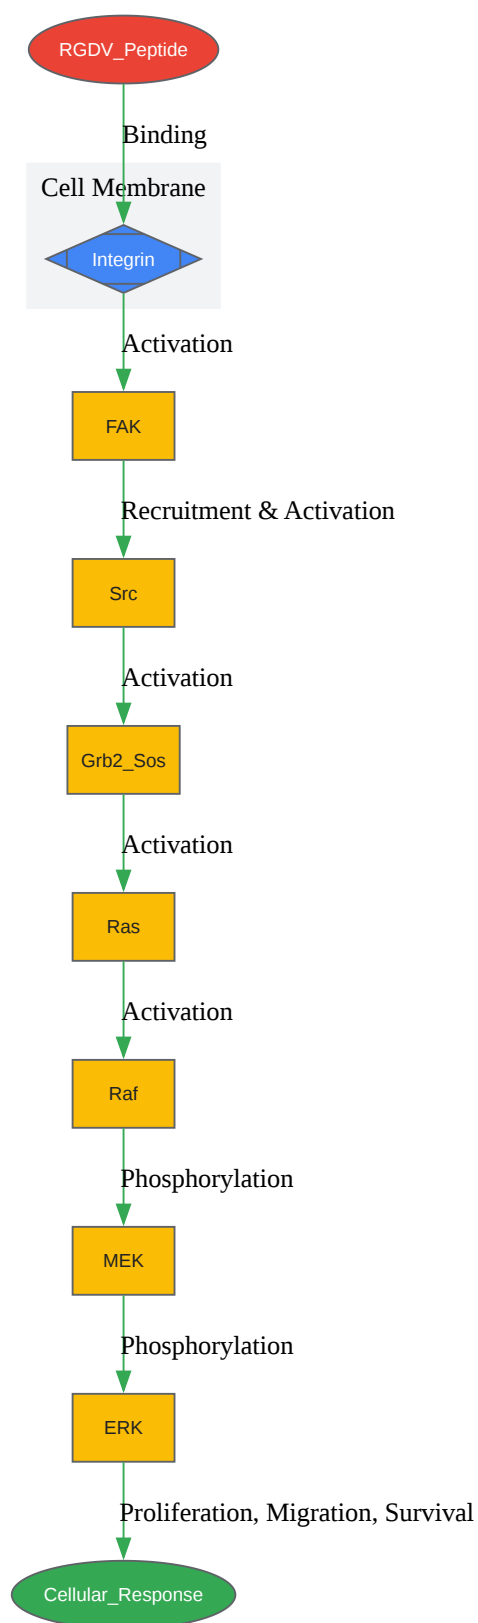 RGDV_Peptide
Binding
Cell Membrane
Integrin
Activation
FAK
Recruitment & Activation
Src
Activation
Grb2_Sos
Activation
Ras
Activation
Raf
Phosphorylation
MEK
Phosphorylation
ERK
Proliferation, Migration, Survival
Cellular_Response